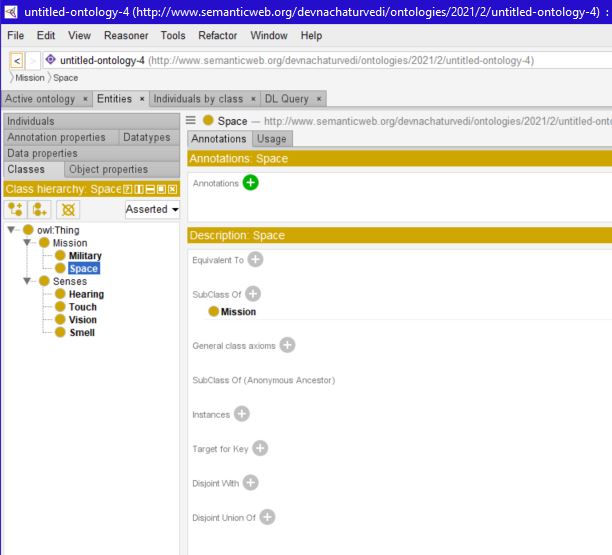 untitled-ontology-4 (http://www.semanticweb.org/devnachaturvedi/ontologies/2021/2/untitled-ontology-4) :
File Edit View Reasoner Tools Refactor Window Help
< > untitled-ontology-4 (http://www.semanticweb.org/devnachaturvedi/ontologies/2021/2/untitled-ontology-4)
Mission Space
Active ontology × Entities × Individuals by class × DL Query ×
Individuals
Annotation properties Datatypes
Data properties
Classes Object properties
Class hierarchy: Space
Asserted
owl:Thing
Mission
Military
Space
Senses
Hearing
Touch
Vision
Smell
Space — http://www.semanticweb.org/devnachaturvedi/ontologies/2021/2/untitled-onto
Annotations Usage
Annotations: Space
Annotations
Description: Space
Equivalent To
SubClass Of
Mission
General class axioms
SubClass Of (Anonymous Ancestor)
Instances
Target for Key
Disjoint With
Disjoint Union Of